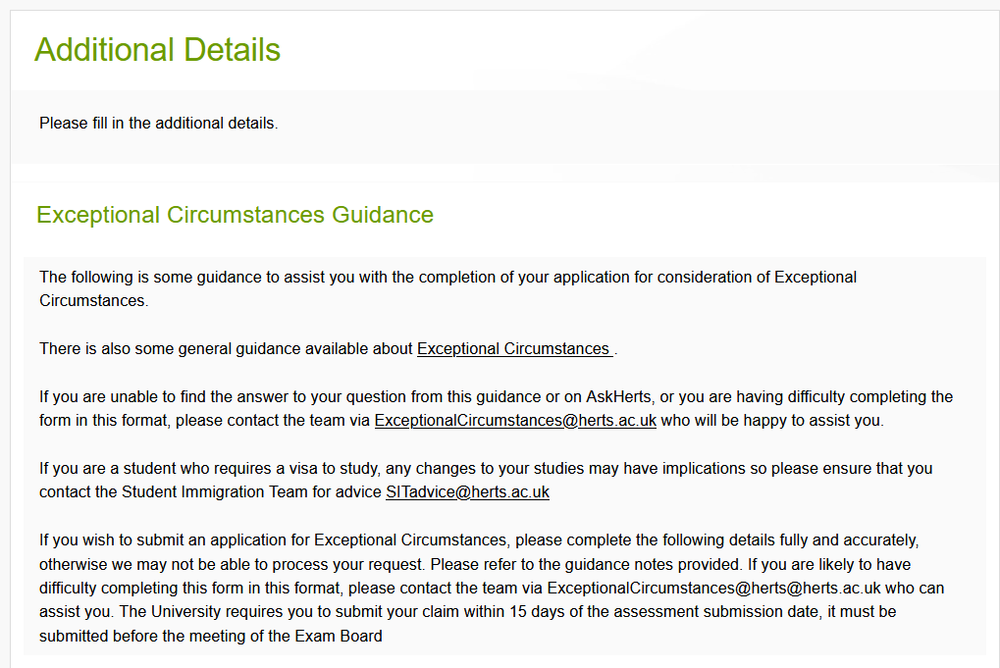 Additional Details
Please fill in the additional details.
Exceptional Circumstances Guidance
The following is some guidance to assist you with the completion of your application for consideration of Exceptional
Circumstances.
There is also some general guidance available about Exceptional Circumstances .
If you are unable to find the answer to your question from this guidance or on AskHerts, or you are having difficulty completing the
form in this format, please contact the team via ExceptionalCircumstances@herts.ac.uk who will be happy to assist you.
If you are a student who requires a visa to study, any changes to your studies may have implications so please ensure that you
contact the Student Immigration Team for advice SITadvice@herts.ac.uk
If you wish to submit an application for Exceptional Circumstances, please complete the following details fully and accurately,
otherwise we may not be able to process your request. Please refer to the guidance notes provided. If you are likely to have
difficulty completing this form in this format, please contact the team via ExceptionalCircumstances@herts@herts.ac.uk who can
assist you. The University requires you to submit your claim within 15 days of the assessment submission date, it must be
submitted before the meeting of the Exam Board